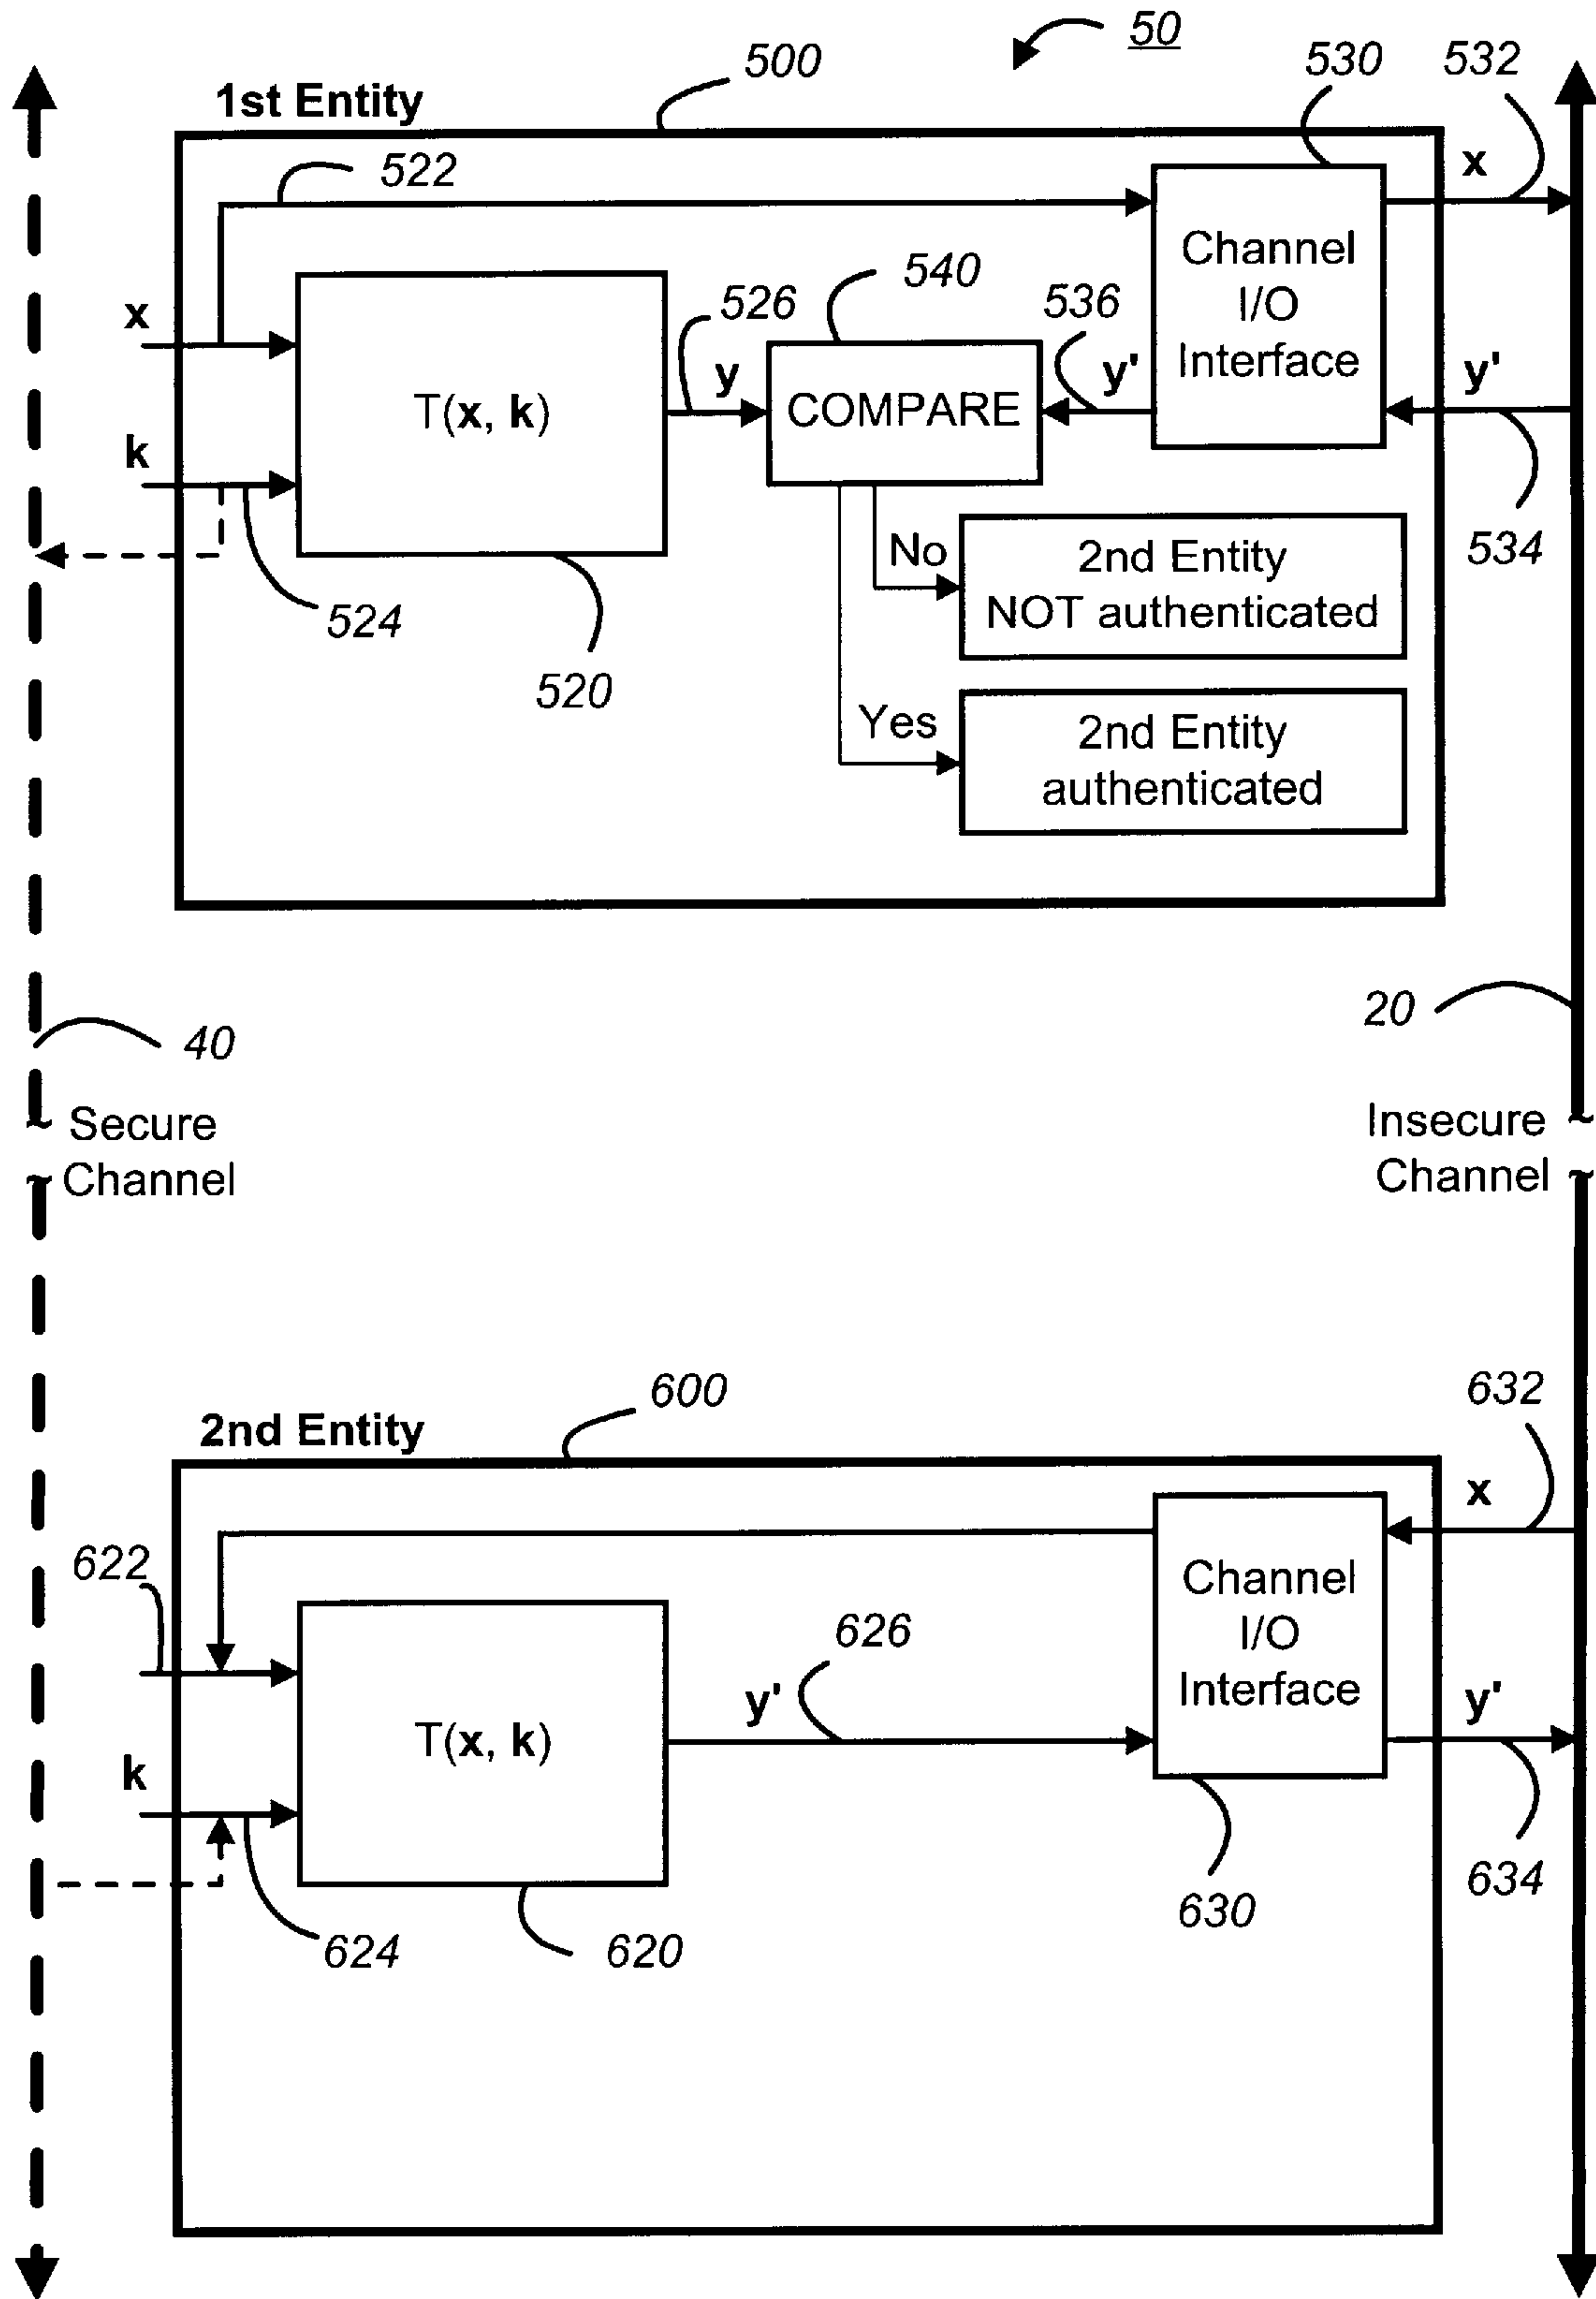 50
500
530
532
1st Entity
522
x
540
Channel
I/O
Interface
526
536
x
y
y'
y'
T(x, k)
COMPARE
k
534
No
2nd Entity
NOT authenticated
524
520
Yes
2nd Entity
authenticated
20
40
Secure
Channel
Insecure
Channel
600
632
2nd Entity
x
622
Channel
I/O
Interface
626
y'
y'
T(x, k)
k
634
630
624
620